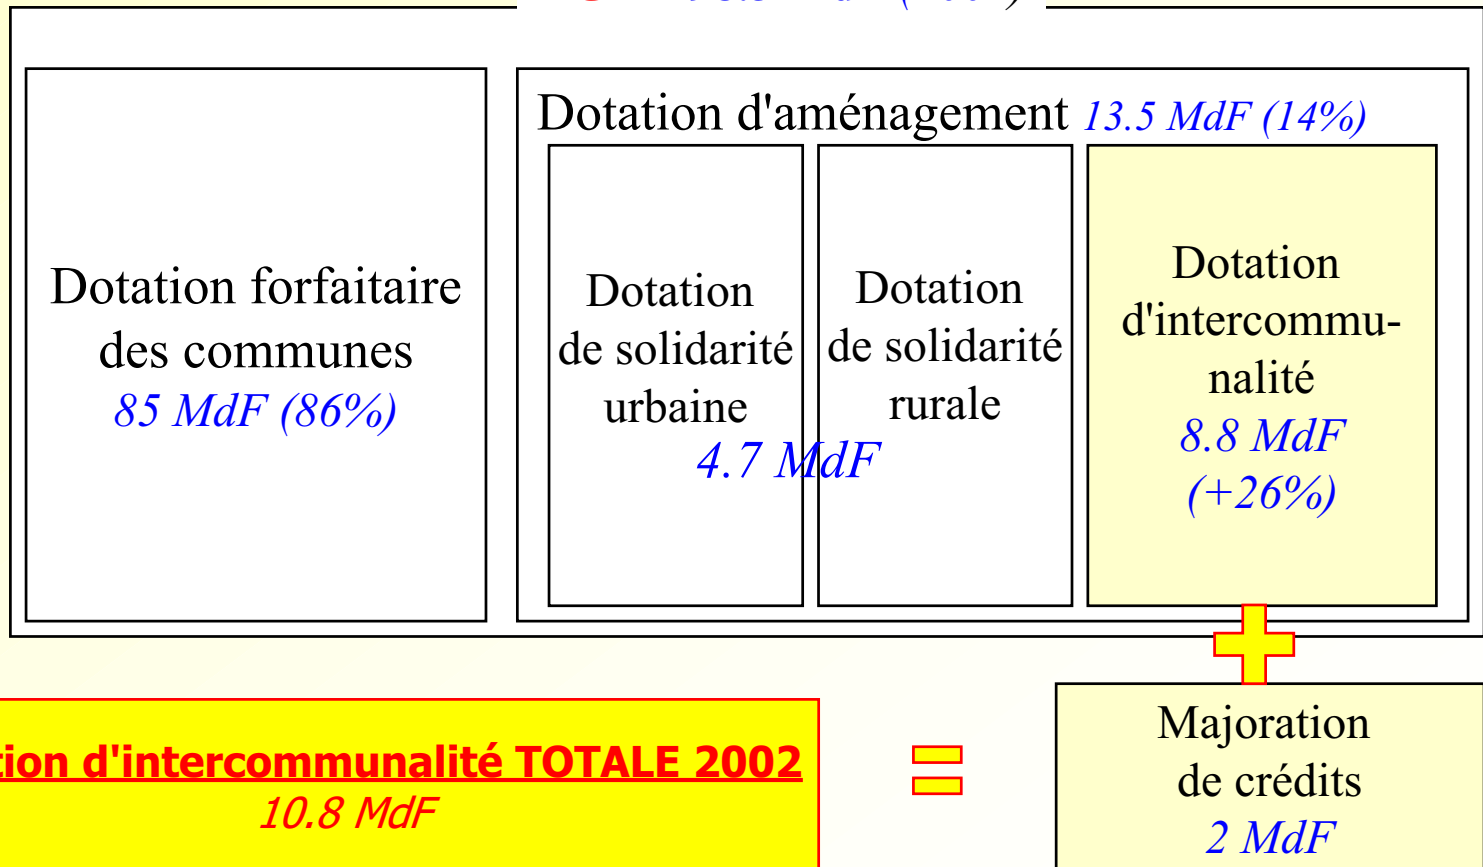 Dotation d'aménagement 13.5 MdF (14%)
Dotation forfaitaire
des communes
85 MdF (86%)
Dotation
de solidarité
urbaine
Dotation
de solidarité
rurale
4.7 MdF
Dotation
d'intercommu-
nalité
8.8 MdF
(+26%)
Majoration
de crédits
2 MdF
tion d'intercommunalité TOTALE 2002
10.8 MdF